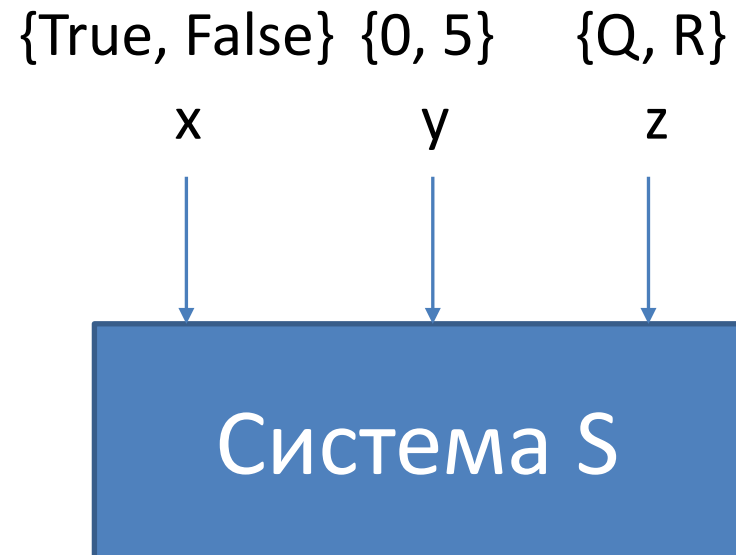 {True, False} {0, 5} {Q, R}
x y z
Система S